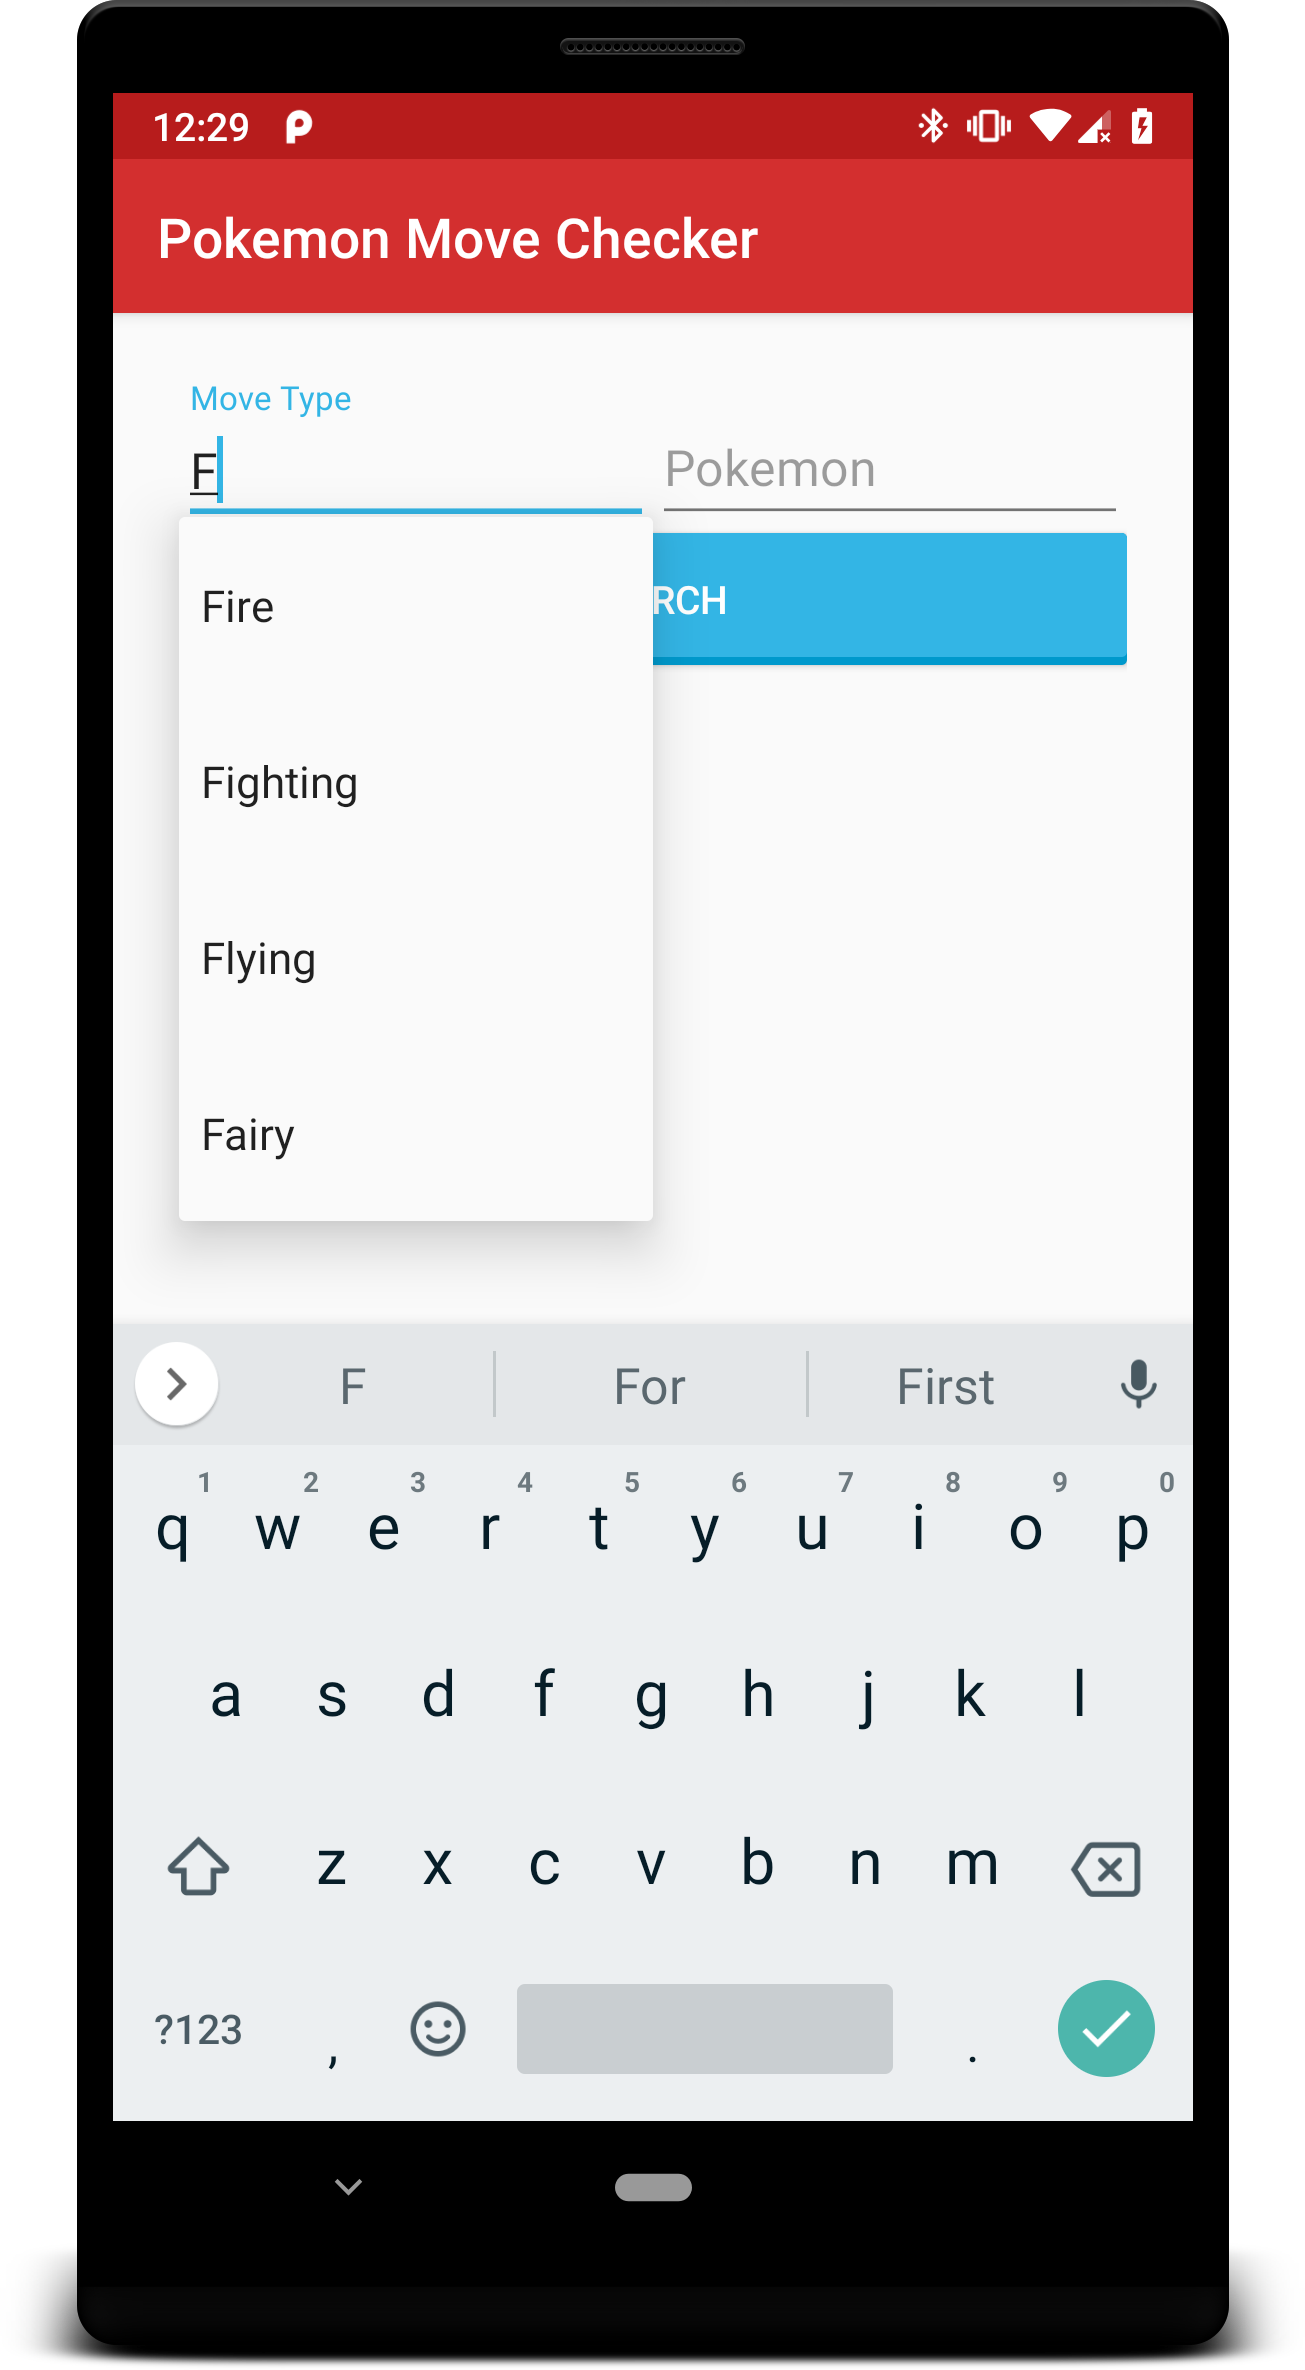 12:29
Pokemon Move Checker
Move Type
F
Pokemon
RCH
Fire
Fighting
Flying
Fairy
F For First
1 2 3 4 5 6 7 8 9 0
q w e r t y u i o p
a s d f g h j k l
z x c v b n m
?123 , .